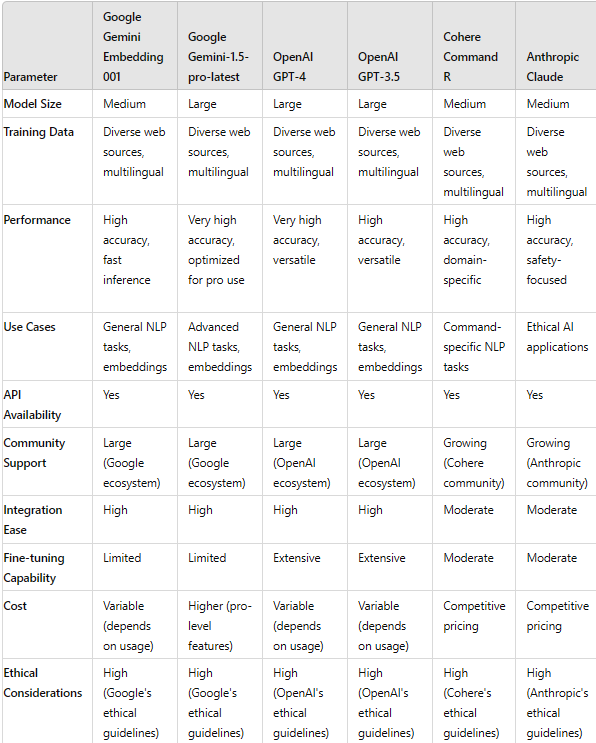 Parameter
Google
Gemini
Embedding
001
Google
Gemini-1.5-
pro-latest
OpenAI
GPT-4
OpenAI
GPT-3.5
Cohere
Command
R
Anthropic
Claude
Model Size
Medium
Large
Large
Large
Medium
Medium
Training Data
Diverse web
sources,
multilingual
Diverse web
sources,
multilingual
Diverse web
sources,
multilingual
Diverse web
sources,
multilingual
Diverse
web
sources,
multilingual
Diverse
web
sources,
multilingual
Performance
High
accuracy,
fast
inference
Very high
accuracy,
optimized
for pro use
Very high
accuracy,
versatile
High
accuracy,
versatile
High
accuracy,
domain-
specific
High
accuracy,
safety-
focused
Use Cases
General NLP
tasks,
embeddings
Advanced
NLP tasks,
embeddings
General NLP
tasks,
embeddings
General NLP
tasks,
embeddings
Command-
specific NLP
tasks
Ethical AI
applications
API
Availability
Yes
Yes
Yes
Yes
Yes
Yes
Community
Support
Large
(Google
ecosystem)
Large
(Google
ecosystem)
Large
(OpenAI
ecosystem)
Large
(OpenAI
ecosystem)
Growing
(Cohere
community)
Growing
(Anthropic
community)
Integration
Ease
High
High
High
High
Moderate
Moderate
Fine-tuning
Capability
Limited
Limited
Extensive
Extensive
Moderate
Moderate
Cost
Variable
(depends
on usage)
Higher (pro-
level
features)
Variable
(depends
on usage)
Variable
(depends
on usage)
Competitive
pricing
Competitive
pricing
Ethical
Considerations
High
(Google's
ethical
guidelines)
High
(Google's
ethical
guidelines)
High
(OpenAI's
ethical
guidelines)
High
(OpenAI's
ethical
guidelines)
High
(Cohere's
ethical
guidelines)
High
(Anthropic's
ethical
guidelines)